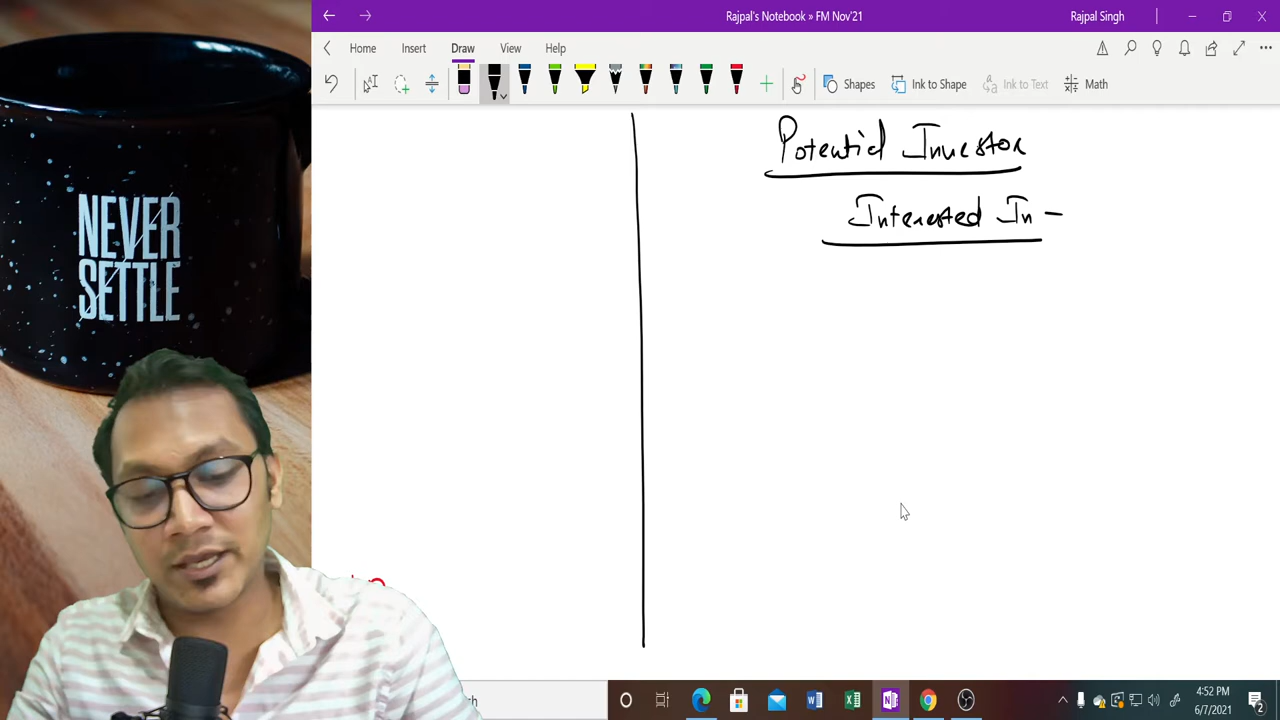 Rajpal's Notebook » FM Nov'21
Rajpal Singh
Home Insert Draw View Help
Shapes Ink to Shape Ink to Text Math
Potential Investor
Interested In -
NEVER
SETTLE
4:52 PM
6/7/2021
2